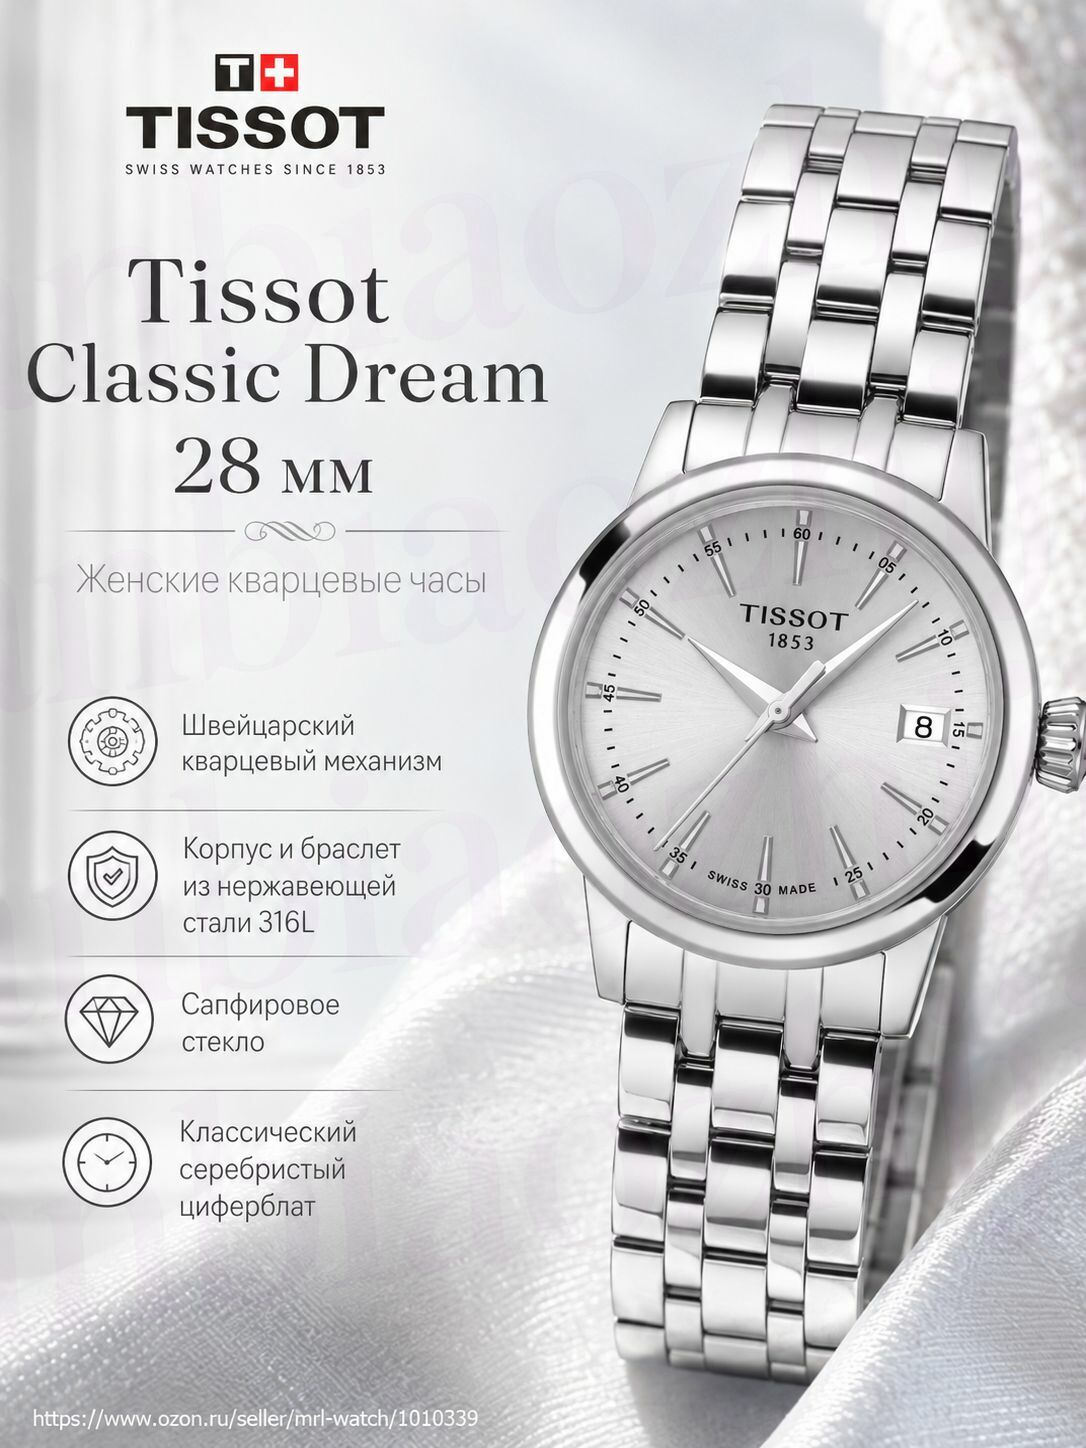 TISSOT
SWISS WATCHES SINCE 1853
Tissot
Classic Dream
28 мм
Женские кварцевые часы
Швейцарский
кварцевый механизм
Корпус и браслет
из нержавеющей
стали 316L
Сапфировое
стекло
Классический
серебристый
циферблат
60
05
10
15
20
25
SWISS 30 MADE
35
40
45
50
55
TISSOT
1853
8
https://www.ozon.ru/seller/mrl-watch/1010339